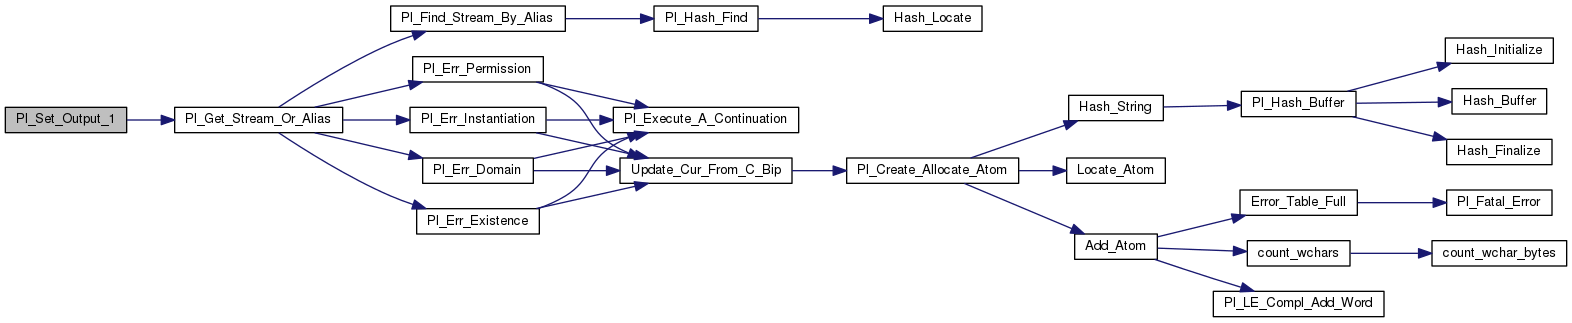 Pl_Set_Output_1
Pl_Get_Stream_Or_Alias
Pl_Find_Stream_By_Alias
Pl_Hash_Find
Hash_Locate
Pl_Err_Permission
Pl_Err_Instantiation
Pl_Err_Domain
Pl_Err_Existence
Pl_Execute_A_Continuation
Update_Cur_From_C_Bip
Pl_Create_Allocate_Atom
Hash_String
Locate_Atom
Add_Atom
Pl_Hash_Buffer
Hash_Initialize
Hash_Buffer
Hash_Finalize
Error_Table_Full
Pl_Fatal_Error
count_wchars
count_wchar_bytes
Pl_LE_Compl_Add_Word